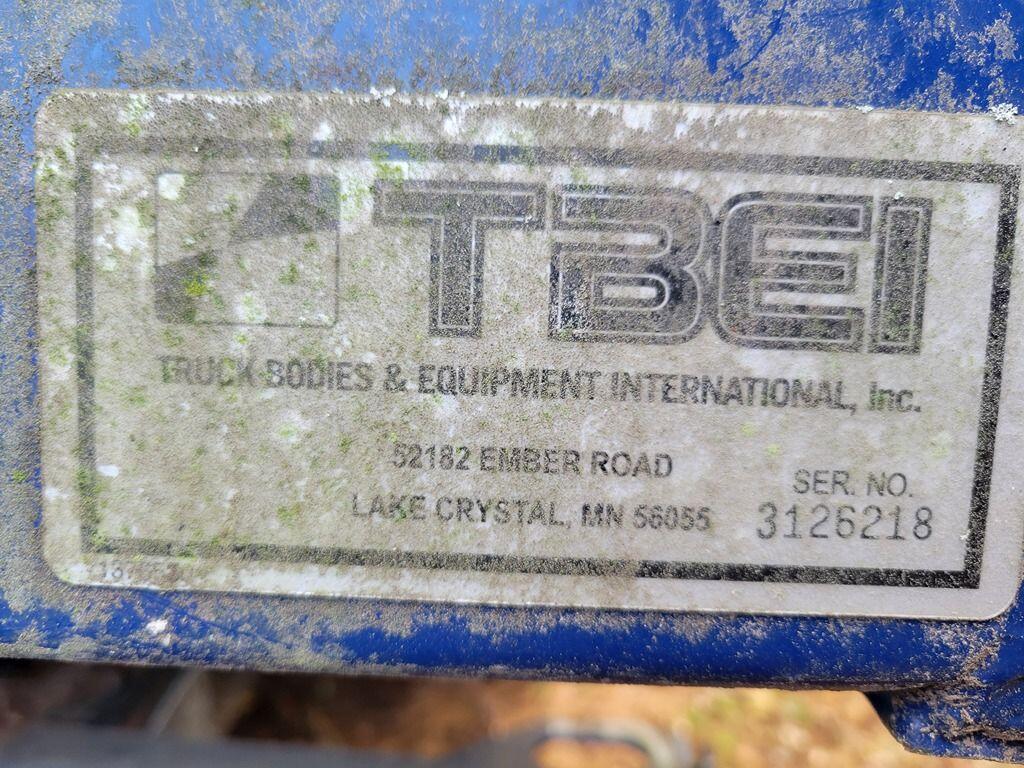 TBEI
TRUCK BODIES & EQUIPMENT INTERNATIONAL, Inc.
52182 EMBER ROAD
LAKE CRYSTAL, MN 56055
SER. NO.
3126218